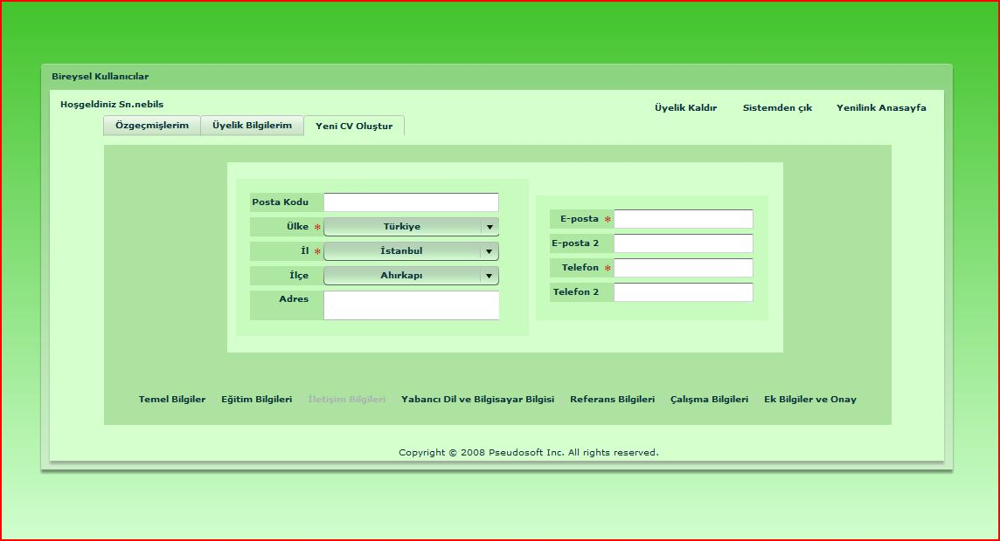 Bireysel Kullanıcılar
Hoşgeldiniz Sn.nebils
Üyelik Kaldır Sistemden çık Yenilink Anasayfa
Özgeçmişlerim Üyelik Bilgilerim Yeni CV Oluştur
Posta Kodu
Ülke * Türkiye
İl * İstanbul
İlçe Ahırkapı
Adres
E-posta *
E-posta 2
Telefon *
Telefon 2
Temel Bilgiler Eğitim Bilgileri İletişim Bilgileri Yabancı Dil ve Bilgisayar Bilgisi Referans Bilgileri Çalışma Bilgileri Ek Bilgiler ve Onay
Copyright © 2008 Pseudosoft Inc. All rights reserved.